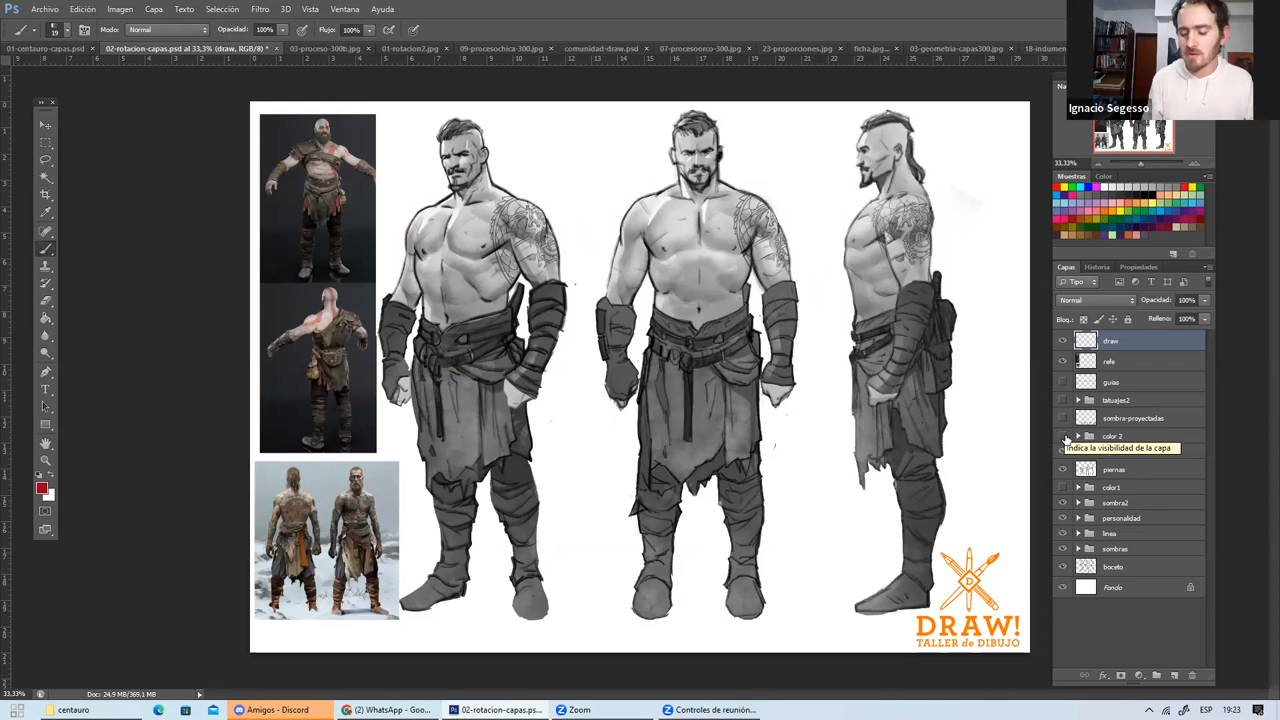 Ps Archivo Edición Imagen Capa Texto Selección Filtro 3D Vista Ventana Ayuda
19 Modo: Normal Opacidad: 100% Flujo: 100%
01-centauro-capas.psd × 02-rotacion-capas.psd al 33,3% (draw, RGB/8) * × 03-proceso-300b.jpg × 01-rotacion2.jpg × 09-procesochica-300.jpg × comunidad-draw.psd × 07-procesoorco-300.jpg × 23-proporciones.jpg × ficha.jpg... × 03-geometria-capas300.jpg × 18-indumen
Ignacio Segesso
33.33%
Muestras Color
Capas Historia Propiedades
Tipo
Normal Opacidad: 100%
Bloq.: Relleno: 100%
draw
refe
guias
tatuajes2
sombra-proyectadas
color 2
Indica la visibilidad de la capa
piernas
color1
sombra2
personalidad
linea
sombras
boceto
Fondo
D
DRAW!
TALLER de DIBUJO
33,33% Doc: 24.9 MB/369,1 MB
centauro Amigos - Discord (2) WhatsApp - Goo... 02-rotacion-capas.ps... Zoom Controles de reunión... ESP 19:23